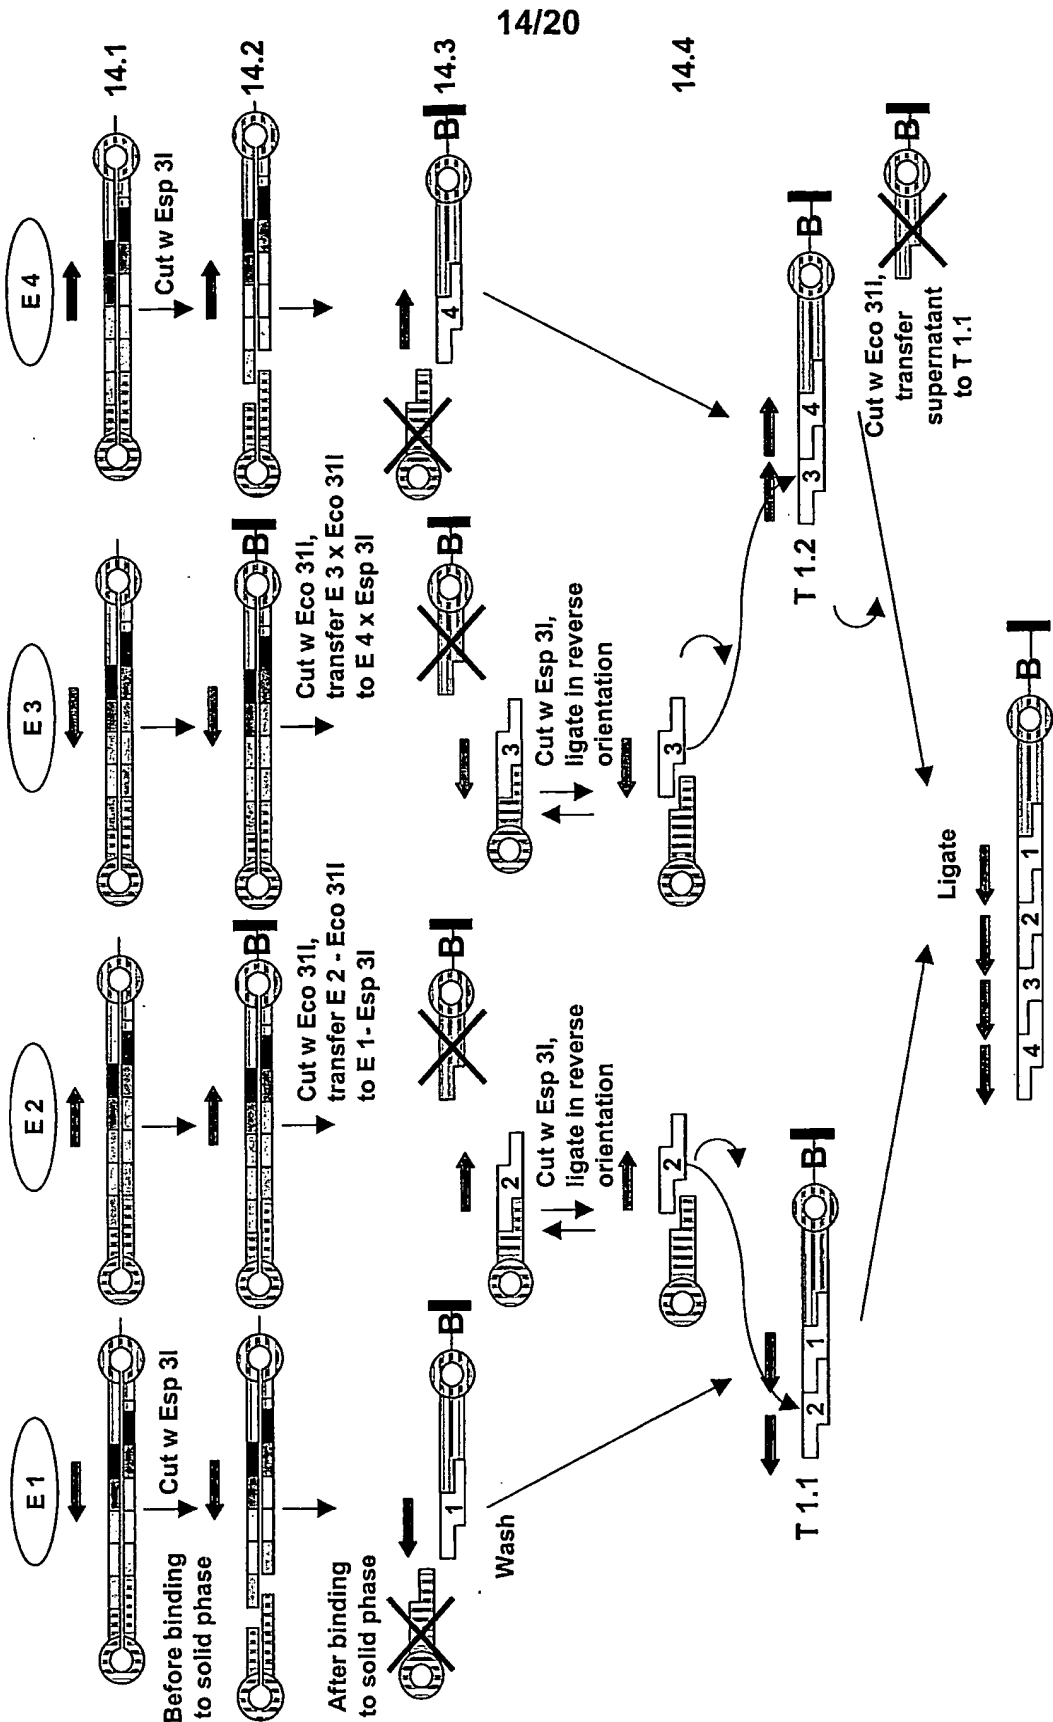 14/20
E 1
E 2
E 3
E 4
14.1
Cut w Esp 3I
Cut w Esp 3I
Before binding
to solid phase
B
B
14.2
Cut w Eco 31I,
transfer E 2 - Eco 31I
to E 1- Esp 3I
Cut w Eco 31I,
transfer E 3 x Eco 31I
to E 4 x Esp 3I
After binding
to solid phase
1
B
B
B
4
B
14.3
Wash
2
3
Cut w Esp 3I,
ligate in reverse
orientation
Cut w Esp 3I,
ligate in reverse
orientation
2
3
14.4
T 1.1
2
1
B
T 1.2
3
4
B
Cut w Eco 31I,
transfer
supernatant
to T 1.1
B
Ligate
4
3
2
1
B